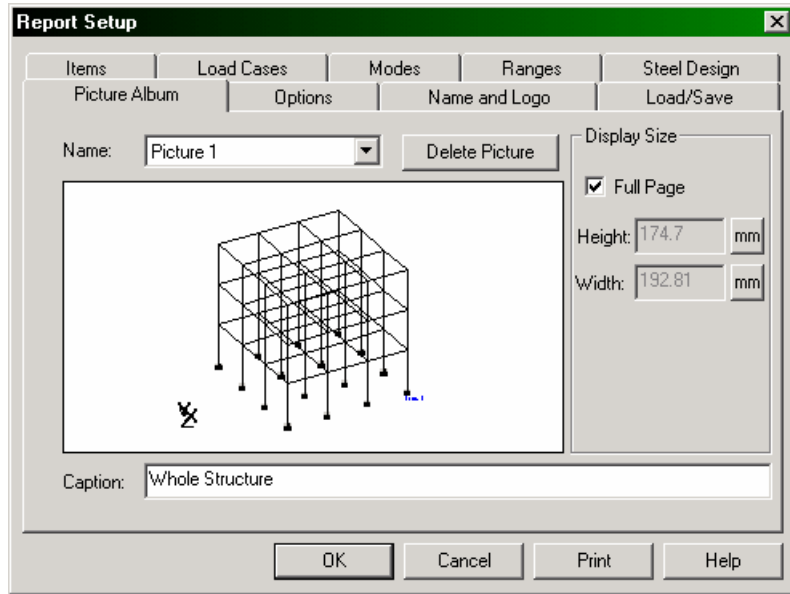 Report Setup
Items Load Cases Modes Ranges Steel Design
Picture Album Options Name and Logo Load/Save
Name: Picture 1 Delete Picture
Display Size
Full Page
Height: 174.7 mm
Width: 192.81 mm
Caption: Whole Structure
OK Cancel Print Help